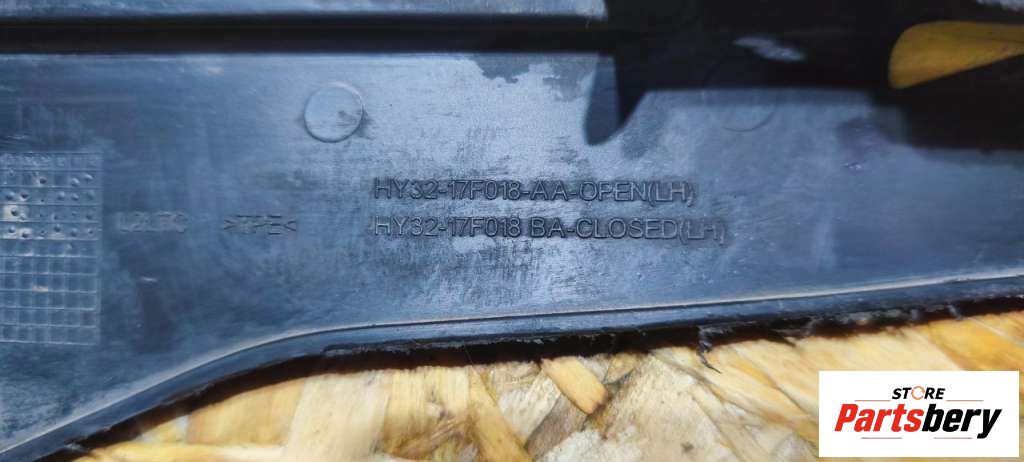 HY32-17F018-AA-OPEN(LH)
>TPE<
HY32-17F018 BA-CLOSED(LH)
STORE
Partsbery